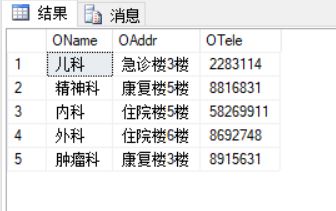 结果 消息
OName OAddr OTele
1 儿科 急诊楼3楼 2283114
2 精神科 康复楼5楼 8816831
3 内科 住院楼5楼 58269911
4 外科 住院楼6楼 8692748
5 肿瘤科 康复楼3楼 8915631